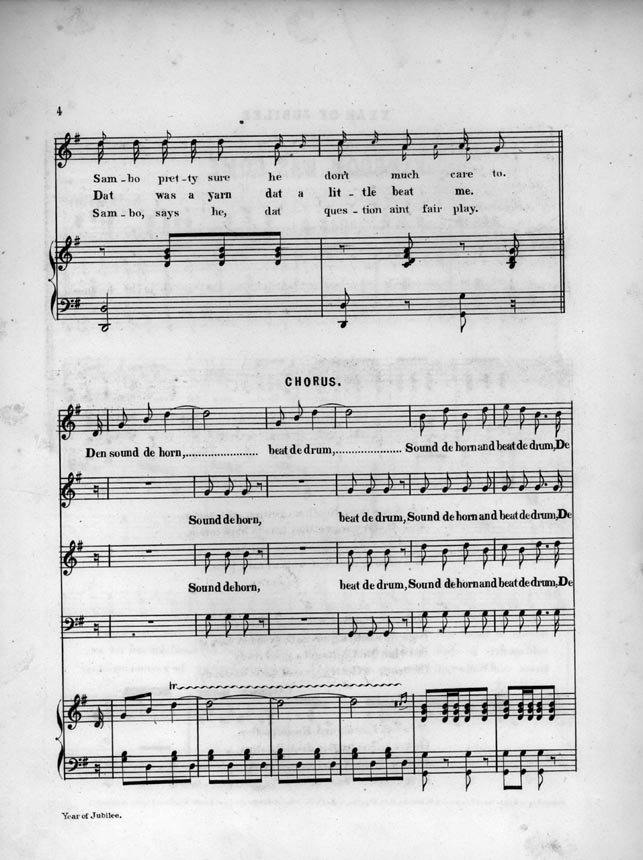 4
Sam-bo pret-ty sure he don't much care to.
Dat was a yarn dat a lit-tle beat me.
Sam-bo, says he, dat ques-tion aint fair play.
CHORUS.
Den sound de horn,........................ beat de drum,...................... Sound de horn and beat de drum, De
Sound de horn, beat de drum, Sound de horn and beat de drum, De
Sound de horn, beat de drum, Sound de horn and beat de drum, De
tr
Year of Jubilee.